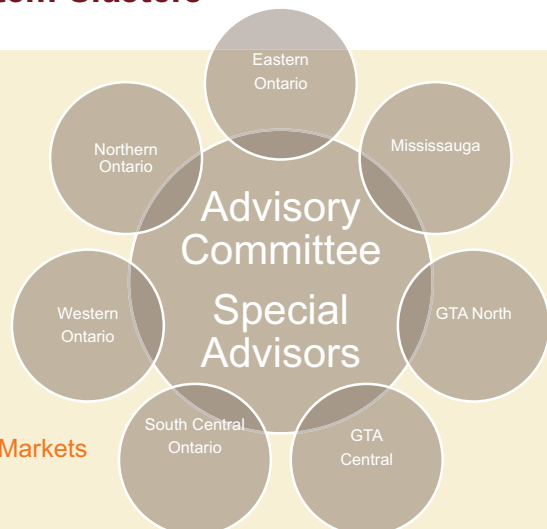 Clusters
Eastern
Ontario
Northern
Ontario
Mississauga
Advisory
Committee
Special
Advisors
Western
Ontario
GTA North
South Central
Ontario
GTA
Central
Markets